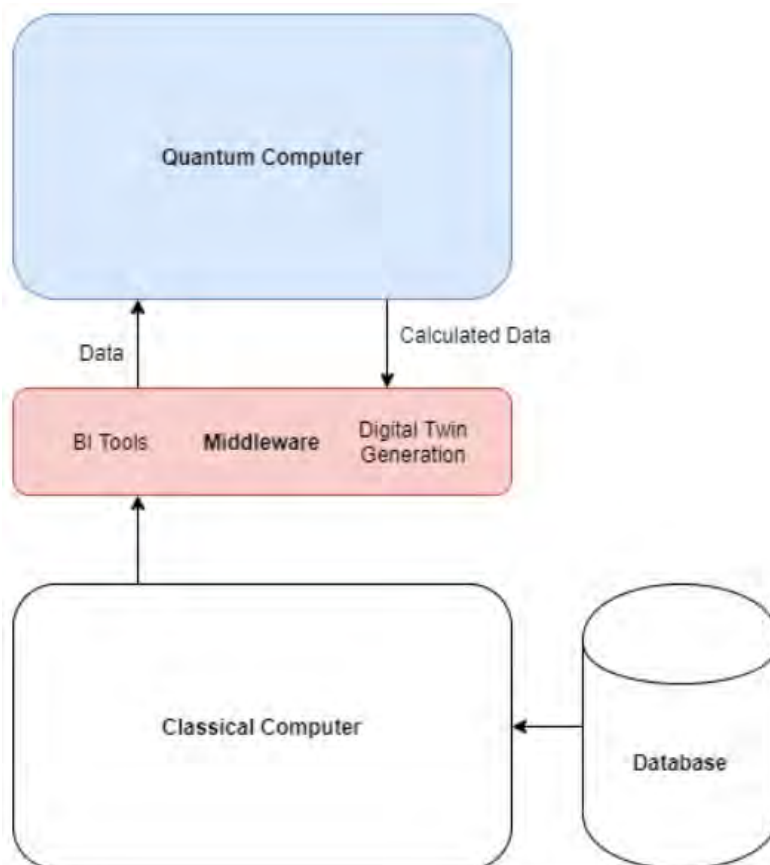 Quantum Computer
Data
Calculated Data
BI Tools
Middleware
Digital Twin
Generation
Classical Computer
Database